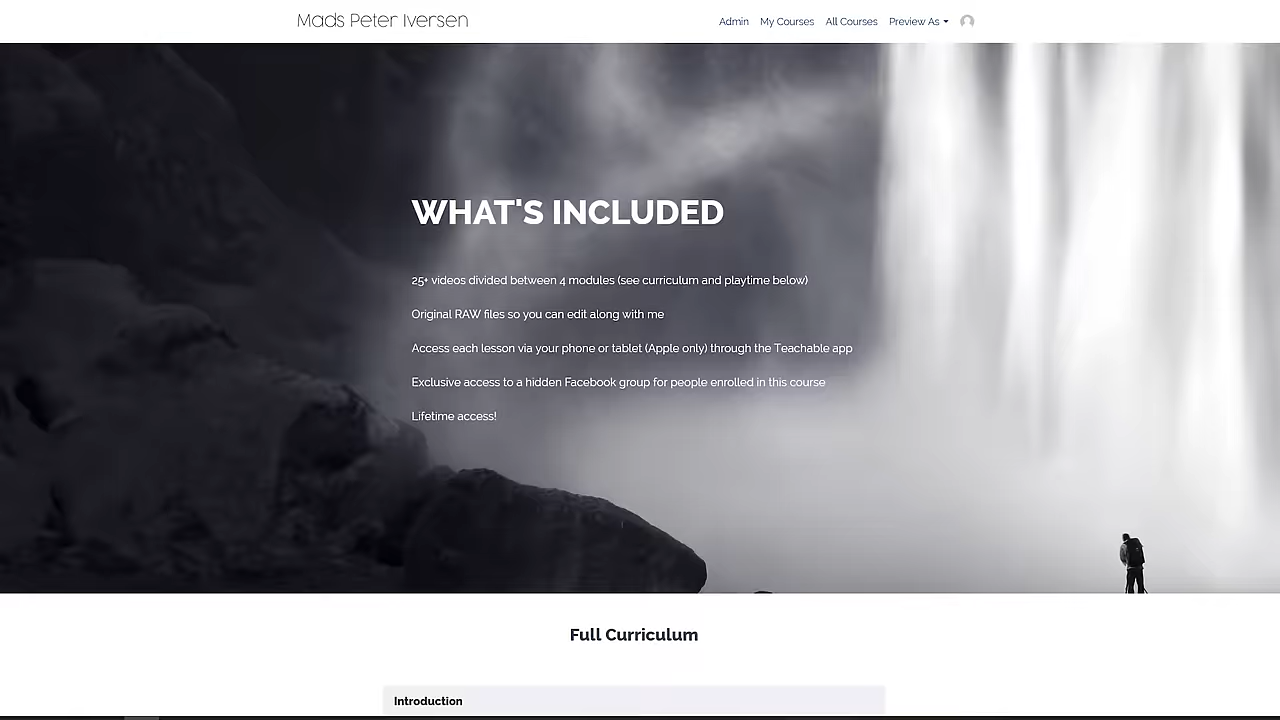 Mads Peter Iversen
Admin My Courses All Courses Preview As
WHAT'S INCLUDED
25+ videos divided between 4 modules (see curriculum and playtime below)
Original RAW files so you can edit along with me
Access each lesson via your phone or tablet (Apple only) through the Teachable app
Exclusive access to a hidden Facebook group for people enrolled in this course
Lifetime access!
Full Curriculum
Introduction